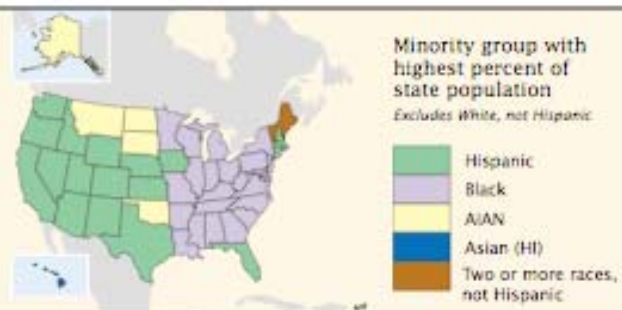 Minority group with
highest percent of
state population
Excludes White, not Hispanic
Hispanic
Black
AIAN
Asian (HI)
Two or more races,
not Hispanic